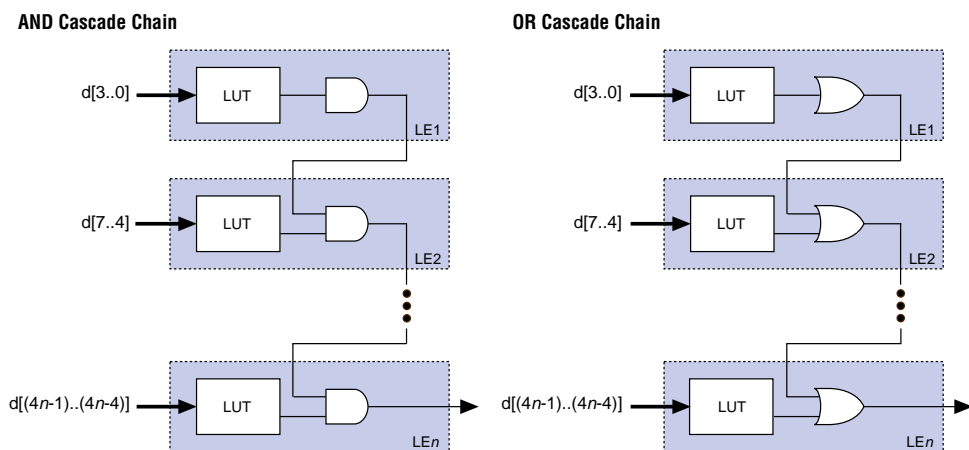 AND Cascade Chain
d[3..0]
LUT
LE1
d[7..4]
LUT
LE2
d[(4n-1)..(4n-4)]
LUT
LEn
OR Cascade Chain
d[3..0]
LUT
LE1
d[7..4]
LUT
LE2
d[(4n-1)..(4n-4)]
LUT
LEn